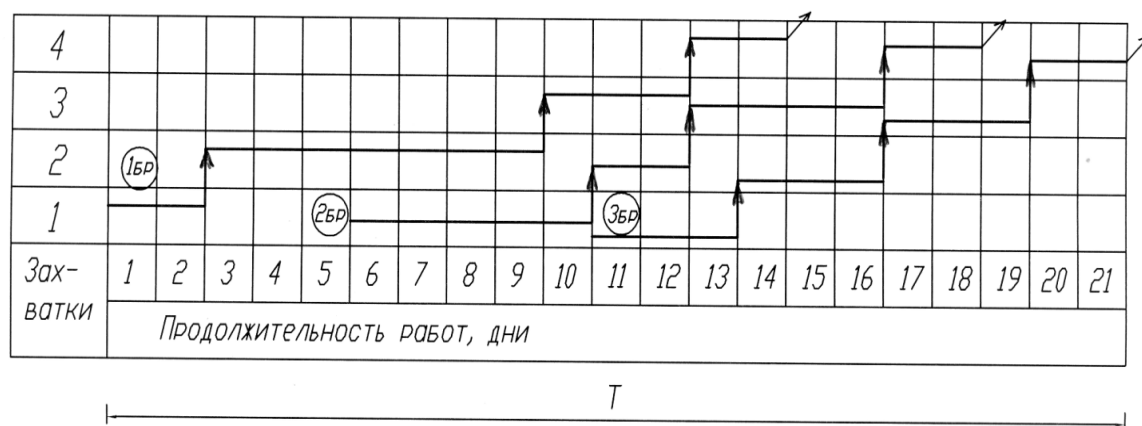 4
3
2
1БР
1
2БР
3БР
Зах-
ватки
1 2 3 4 5 6 7 8 9 10 11 12 13 14 15 16 17 18 19 20 21
Продолжительность работ, дни
Т